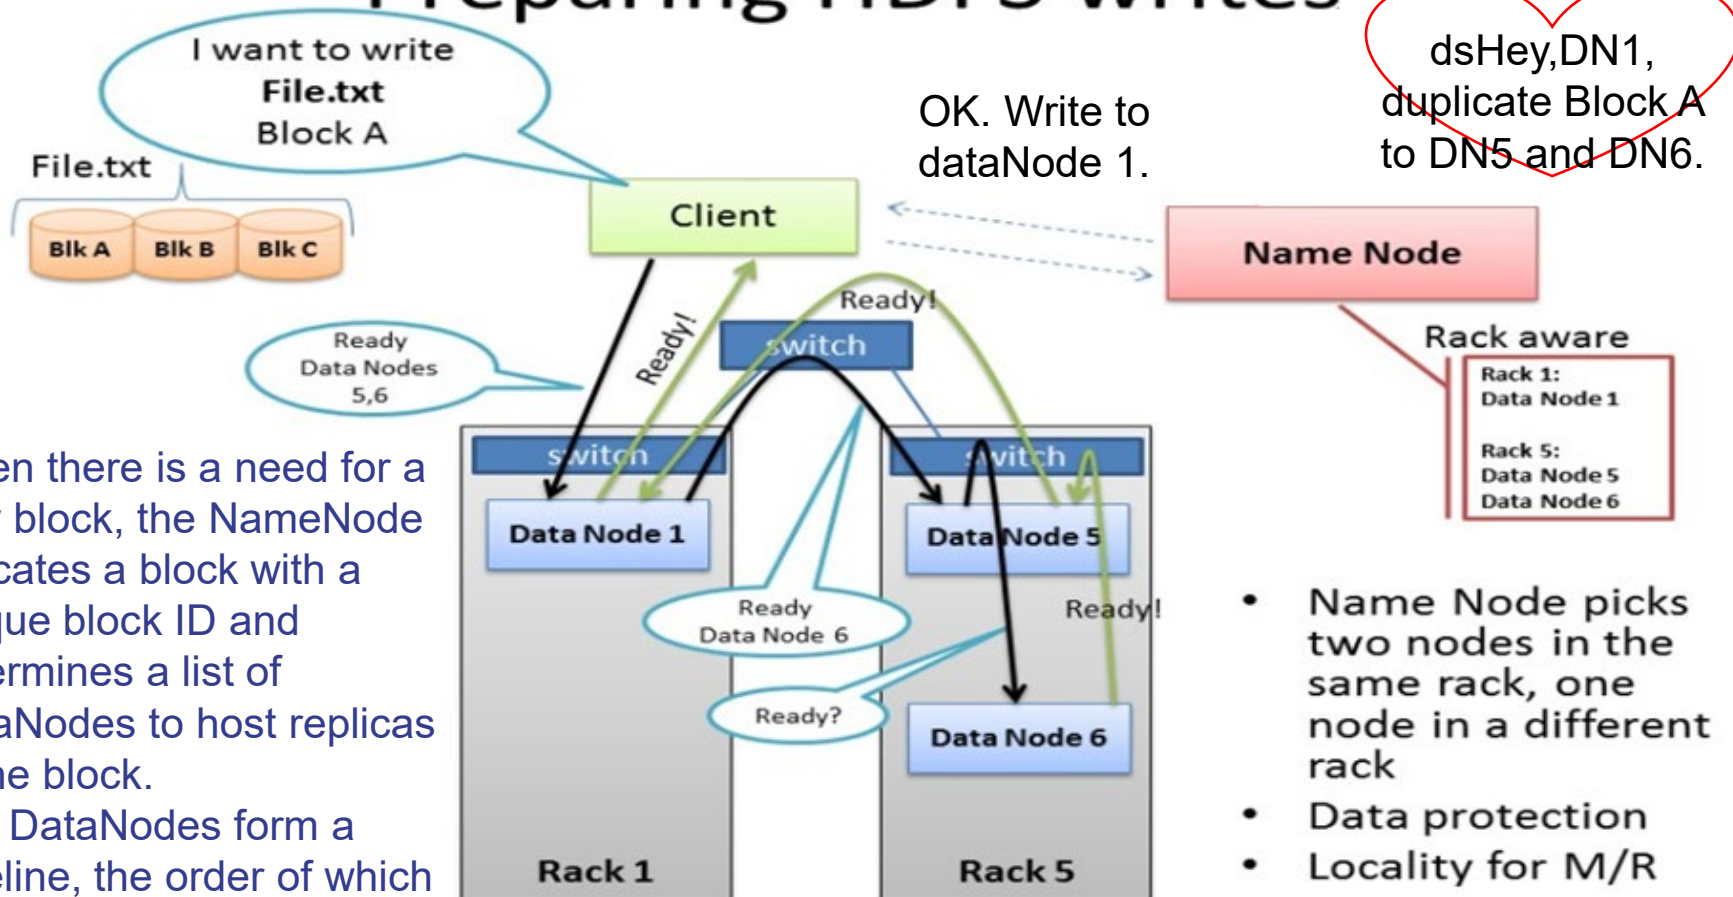 Preparing HDFS writes
I want to write
File.txt
Block A
OK. Write to
dataNode 1.
dsHey,DN1,
duplicate Block A
to DN5 and DN6.
File.txt
Blk A
Blk B
Blk C
Client
Name Node
Ready!
Ready!
switch
Ready
Data Nodes
5,6
Rack aware
Rack 1:
Data Node 1
Rack 5:
Data Node 5
Data Node 6
switch
switch
Data Node 1
Data Node 5
Ready
Data Node 6
Ready!
Ready?
Data Node 6
Rack 1
Rack 5
en there is a need for a
block, the NameNode
cates a block with a
que block ID and
ermines a list of
aNodes to host replicas
ne block.
DataNodes form a
eline, the order of which
• Name Node picks
two nodes in the
same rack, one
node in a different
rack
• Data protection
• Locality for M/R